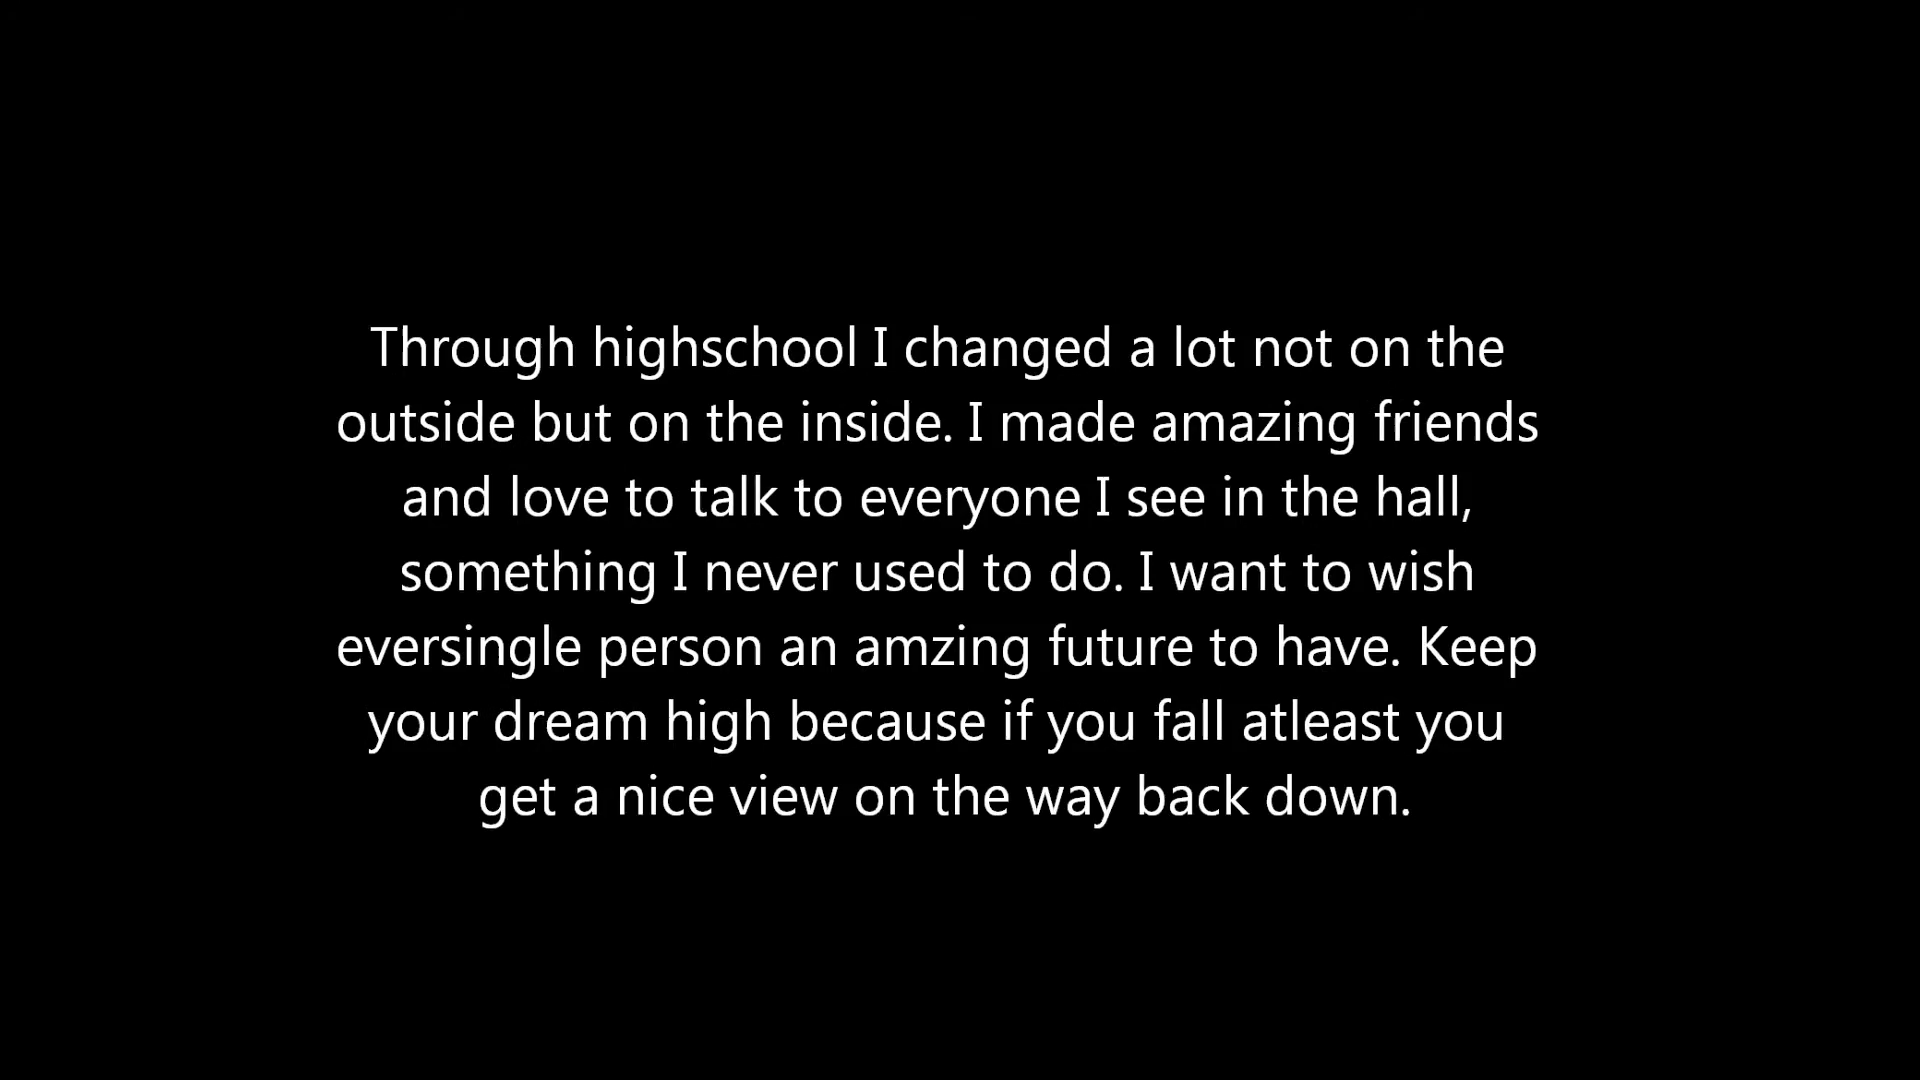 Through highschool I changed a lot not on the
outside but on the inside. I made amazing friends
and love to talk to everyone I see in the hall,
something I never used to do. I want to wish
eversingle person an amzing future to have. Keep
your dream high because if you fall atleast you
get a nice view on the way back down.